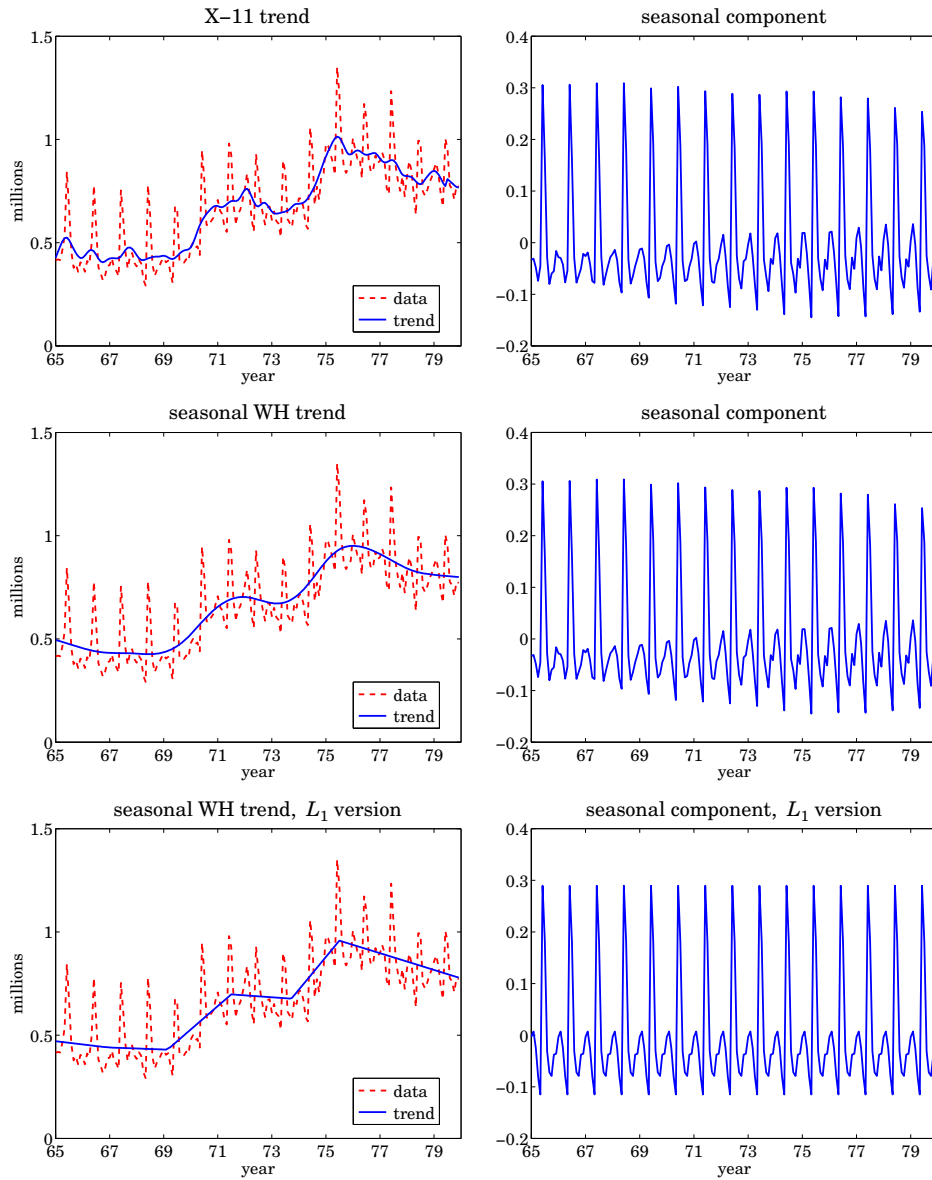 X–11 trend
1.5
1
0.5
0
millions
65 67 69 71 73 75 77 79
year
data
trend
seasonal component
0.4
0.3
0.2
0.1
0
−0.1
−0.2
65 67 69 71 73 75 77 79
year
seasonal WH trend
1.5
1
0.5
0
millions
65 67 69 71 73 75 77 79
year
data
trend
seasonal component
0.4
0.3
0.2
0.1
0
−0.1
−0.2
65 67 69 71 73 75 77 79
year
seasonal WH trend, L₁ version
1.5
1
0.5
0
millions
65 67 69 71 73 75 77 79
year
data
trend
seasonal component, L₁ version
0.4
0.3
0.2
0.1
0
−0.1
−0.2
65 67 69 71 73 75 77 79
year